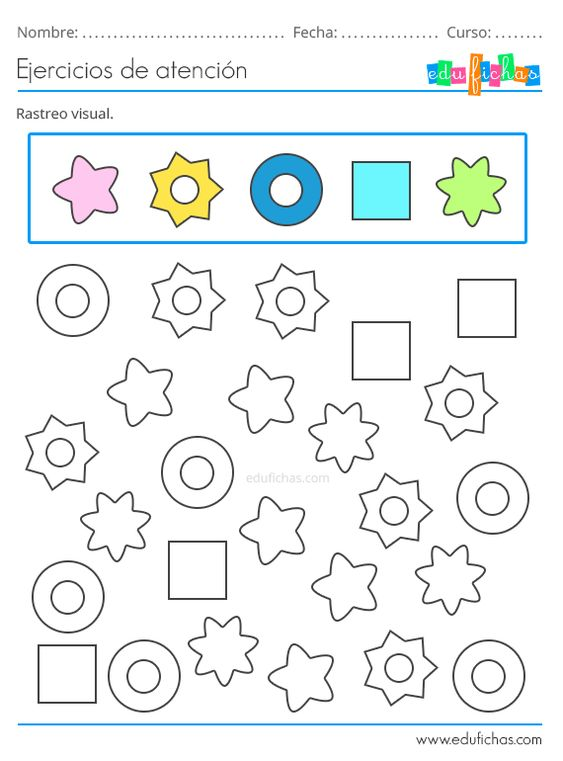 Nombre: ................................ Fecha: ................ Curso: ........
Ejercicios de atención
edufichas
Rastreo visual.
edufichas.com
www.edufichas.com